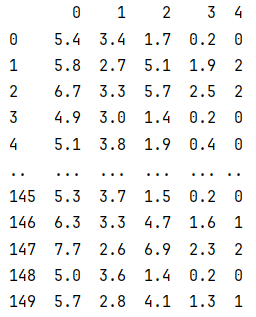 0 1 2 3 4
0 5.4 3.4 1.7 0.2 0
1 5.8 2.7 5.1 1.9 2
2 6.7 3.3 5.7 2.5 2
3 4.9 3.0 1.4 0.2 0
4 5.1 3.8 1.9 0.4 0
.. ... ... ... ... ..
145 5.3 3.7 1.5 0.2 0
146 6.3 3.3 4.7 1.6 1
147 7.7 2.6 6.9 2.3 2
148 5.0 3.6 1.4 0.2 0
149 5.7 2.8 4.1 1.3 1